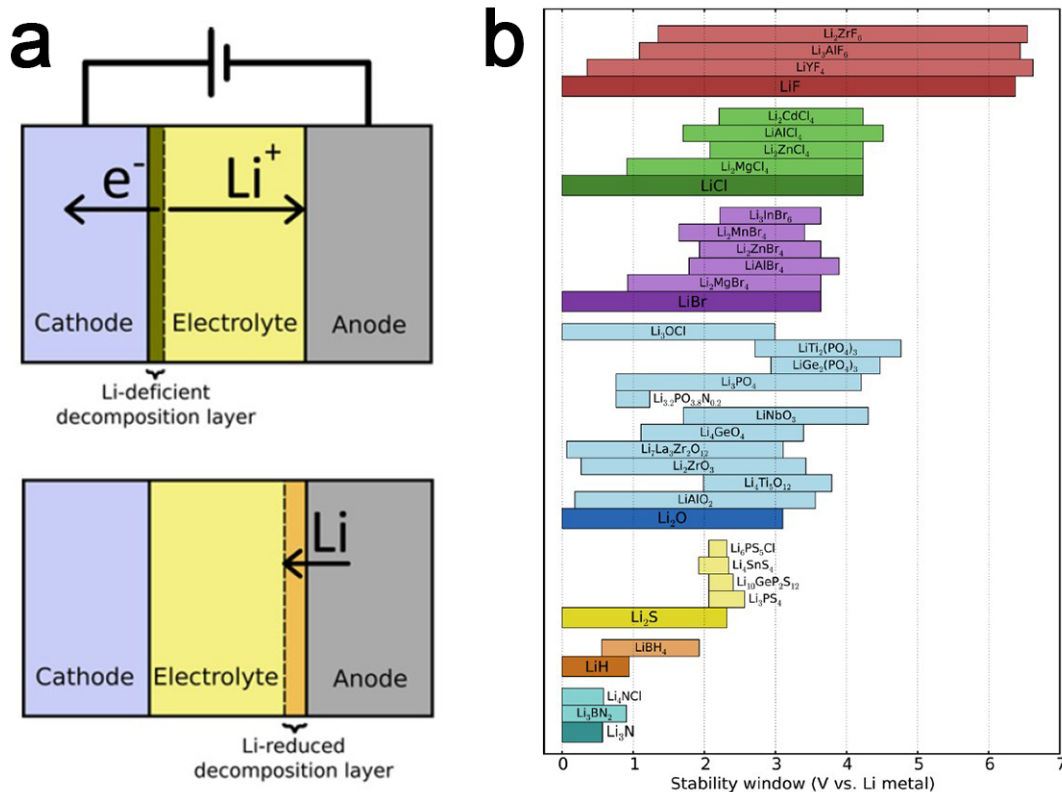 a
e⁻
Li⁺
Cathode
Electrolyte
Anode
Li-deficient
decomposition layer
Li
Cathode
Electrolyte
Anode
Li-reduced
decomposition layer
b
Li₂ZrF₆
Li₃AlF₆
LiYF₄
LiF
Li₂CdCl₄
LiAlCl₄
Li₂ZnCl₄
Li₂MgCl₄
LiCl
Li₃InBr₆
Li₂MnBr₄
Li₂ZnBr₄
LiAlBr₄
Li₂MgBr₄
LiBr
Li₃OCl
LiTi₂(PO₄)₃
LiGe₂(PO₄)₃
Li₃PO₄
Li₃.₂PO₃.₈N₀.₂
LiNbO₃
Li₄GeO₄
Li₇La₃Zr₂O₁₂
Li₂ZrO₃
Li₄Ti₅O₁₂
LiAlO₂
Li₂O
Li₆PS₅Cl
Li₄SnS₄
Li₁₀GeP₂S₁₂
Li₃PS₄
Li₂S
LiBH₄
LiH
Li₄NCl
Li₃BN₂
Li₃N
0 1 2 3 4 5 6 7
Stability window (V vs. Li metal)